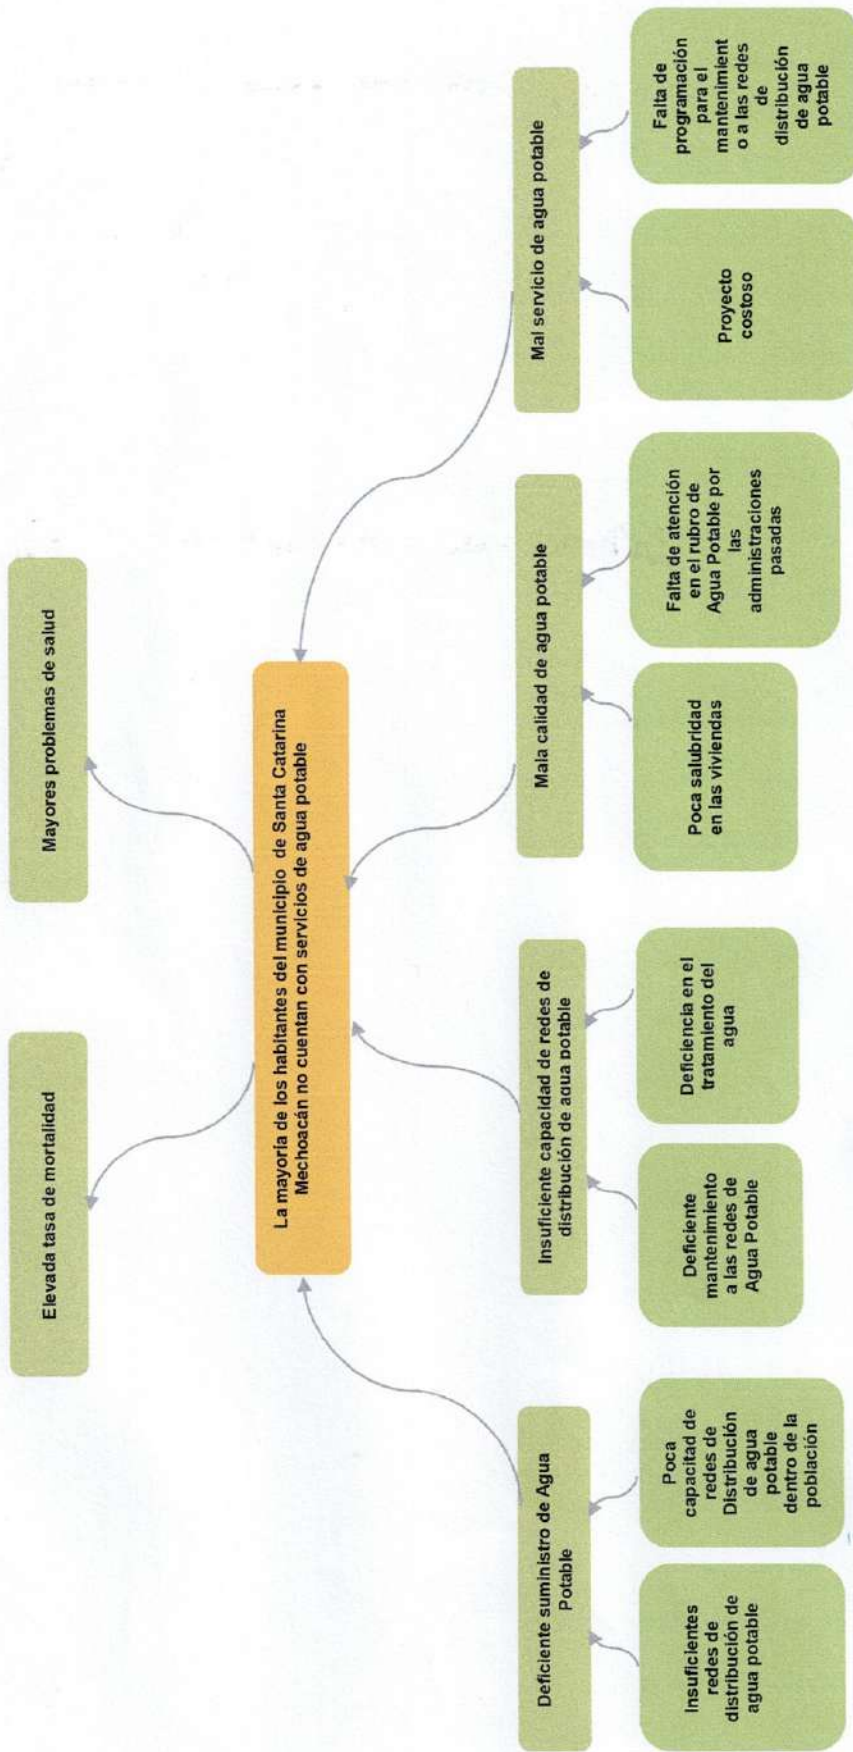 Elevada tasa de mortalidad
Mayores problemas de salud
La mayoría de los habitantes del municipio de Santa Catarina
Mechoacán no cuentan con servicios de agua potable
Deficiente suministro de Agua
Potable
Insuficiente capacidad de redes de
distribución de agua potable
Mala calidad de agua potable
Mal servicio de agua potable
Insuficientes
redes de
distribución de
agua potable
Poca
capacitad de
redes de
Distribución
de agua
potable
dentro de la
población
Deficiente
mantenimiento
a las redes de
Agua Potable
Deficiencia en el
tratamiento del
agua
Poca salubridad
en las viviendas
Falta de atención
en el rubro de
Agua Potable por
las
administraciones
pasadas
Proyecto
costoso
Falta de
programación
para el
mantenimient
o a las redes
de
distribución
de agua
potable